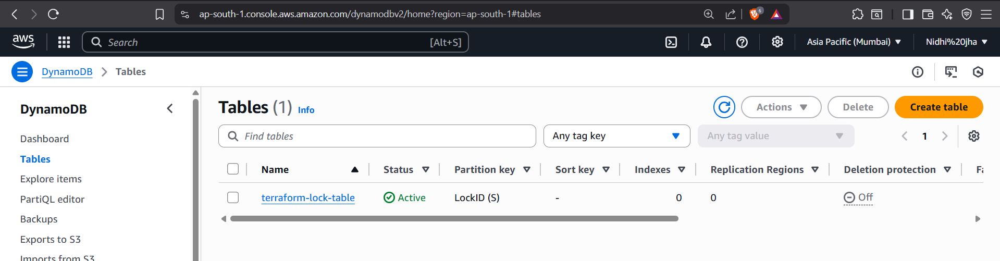 ap-south-1.console.aws.amazon.com/dynamodbv2/home?region=ap-south-1#tables
6
aws
Search
[Alt+S]
Asia Pacific (Mumbai)
Nidhi%20jha
DynamoDB
Tables
DynamoDB
Dashboard
Tables
Explore items
PartiQL editor
Backups
Exports to S3
Imports from S3
Tables (1) Info
Actions
Delete
Create table
Find tables
Any tag key
Any tag value
1
Name Status Partition key Sort key Indexes Replication Regions Deletion protection
terraform-lock-table Active LockID (S) - 0 0 Off